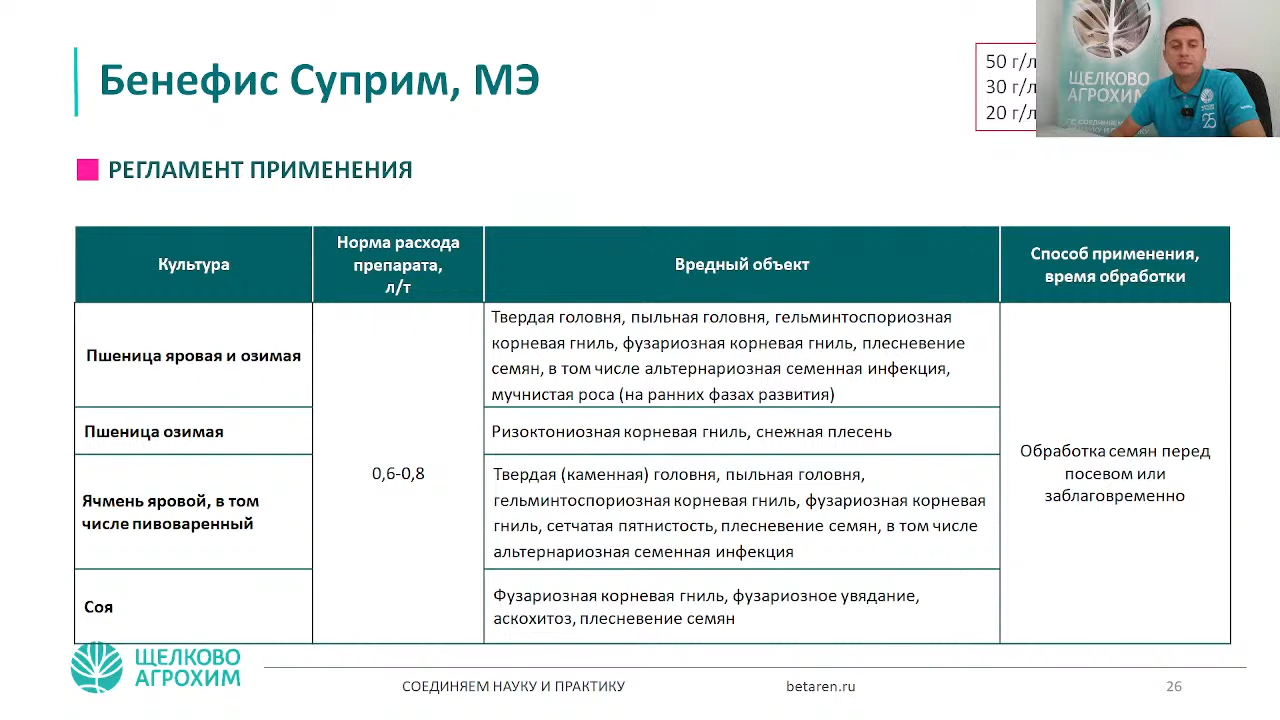 Бенефис Суприм, МЭ
50 г/л
30 г/л
20 г/л
ЩЕЛКОВО
АГРОХИМ
25
РЕГЛАМЕНТ ПРИМЕНЕНИЯ
Культура
Норма расхода
препарата,
л/т
Вредный объект
Способ применения,
время обработки
Пшеница яровая и озимая
0,6-0,8
Твердая головня, пыльная головня, гельминтоспориозная
корневая гниль, фузариозная корневая гниль, плесневение
семян, в том числе альтернариозная семенная инфекция,
мучнистая роса (на ранних фазах развития)
Обработка семян перед
посевом или
заблаговременно
Пшеница озимая
Ризоктониозная корневая гниль, снежная плесень
Ячмень яровой, в том
числе пивоваренный
Твердая (каменная) головня, пыльная головня,
гельминтоспориозная корневая гниль, фузариозная корневая
гниль, сетчатая пятнистость, плесневение семян, в том числе
альтернариозная семенная инфекция
Соя
Фузариозная корневая гниль, фузариозное увядание,
аскохитоз, плесневение семян
ЩЕЛКОВО
АГРОХИМ
СОЕДИНЯЕМ НАУКУ И ПРАКТИКУ
betaren.ru
26